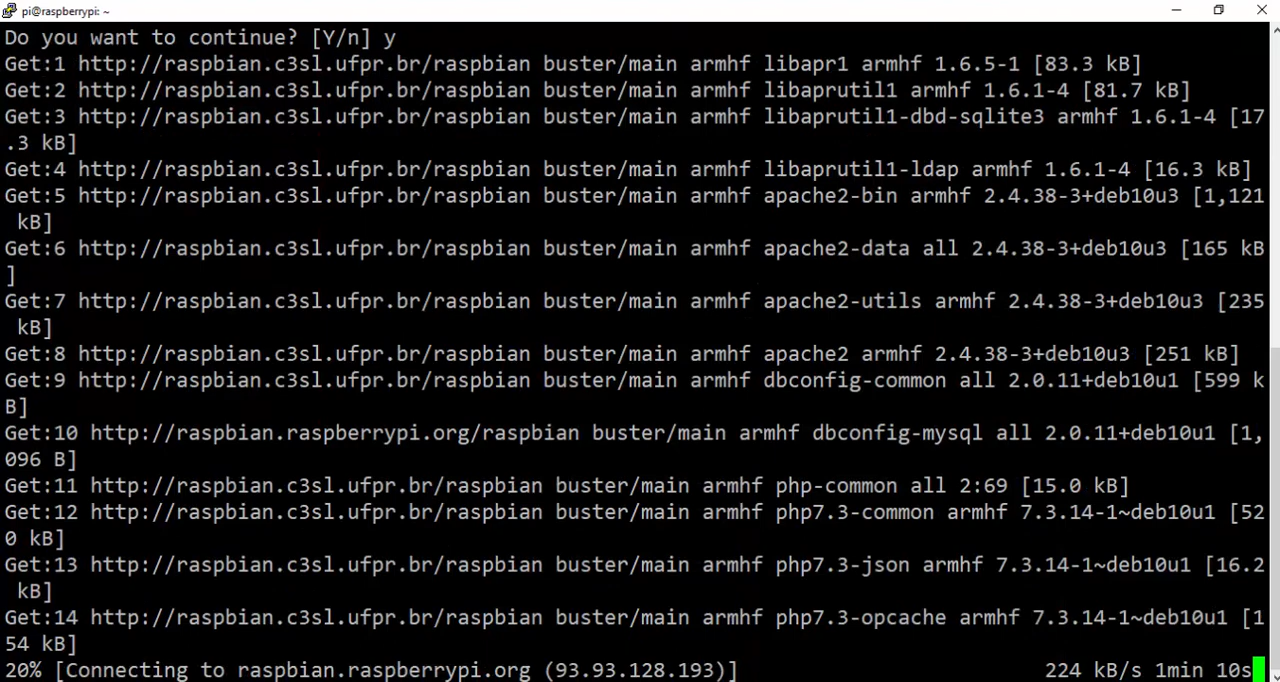 pi@raspberrypi: ~
Do you want to continue? [Y/n] y
Get:1 http://raspbian.c3sl.ufpr.br/raspbian buster/main armhf libapr1 armhf 1.6.5-1 [83.3 kB]
Get:2 http://raspbian.c3sl.ufpr.br/raspbian buster/main armhf libaprutil1 armhf 1.6.1-4 [81.7 kB]
Get:3 http://raspbian.c3sl.ufpr.br/raspbian buster/main armhf libaprutil1-dbd-sqlite3 armhf 1.6.1-4 [17
.3 kB]
Get:4 http://raspbian.c3sl.ufpr.br/raspbian buster/main armhf libaprutil1-ldap armhf 1.6.1-4 [16.3 kB]
Get:5 http://raspbian.c3sl.ufpr.br/raspbian buster/main armhf apache2-bin armhf 2.4.38-3+deb10u3 [1,121
 kB]
Get:6 http://raspbian.c3sl.ufpr.br/raspbian buster/main armhf apache2-data all 2.4.38-3+deb10u3 [165 kB
]
Get:7 http://raspbian.c3sl.ufpr.br/raspbian buster/main armhf apache2-utils armhf 2.4.38-3+deb10u3 [235
 kB]
Get:8 http://raspbian.c3sl.ufpr.br/raspbian buster/main armhf apache2 armhf 2.4.38-3+deb10u3 [251 kB]
Get:9 http://raspbian.c3sl.ufpr.br/raspbian buster/main armhf dbconfig-common all 2.0.11+deb10u1 [599 k
B]
Get:10 http://raspbian.raspberrypi.org/raspbian buster/main armhf dbconfig-mysql all 2.0.11+deb10u1 [1,
096 B]
Get:11 http://raspbian.c3sl.ufpr.br/raspbian buster/main armhf php-common all 2:69 [15.0 kB]
Get:12 http://raspbian.c3sl.ufpr.br/raspbian buster/main armhf php7.3-common armhf 7.3.14-1~deb10u1 [52
0 kB]
Get:13 http://raspbian.c3sl.ufpr.br/raspbian buster/main armhf php7.3-json armhf 7.3.14-1~deb10u1 [16.2
 kB]
Get:14 http://raspbian.c3sl.ufpr.br/raspbian buster/main armhf php7.3-opcache armhf 7.3.14-1~deb10u1 [1
54 kB]
20% [Connecting to raspbian.raspberrypi.org (93.93.128.193)] 224 kB/s 1min 10s